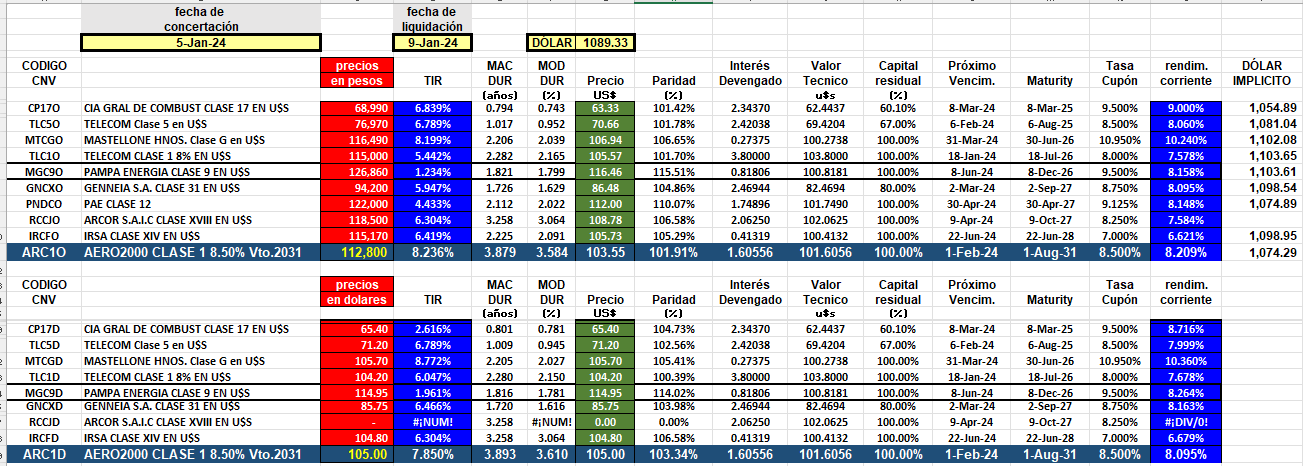 fecha de fecha de
concertación liquidación
5-Jan-24 9-Jan-24 DÓLAR 1089.33
CODIGO precios MAC MOD Interés Valor Capital Próximo Tasa rendim. DÓLAR
CNV en pesos TIR DUR DUR Precio Paridad Devengado Tecnico residual Vencim. Maturity Cupón corriente IMPLICITO
(años) (%) US$ (%) u$s (%)
CP17O CIA GRAL DE COMBUST CLASE 17 EN U$S 68,990 6.839% 0.794 0.743 63.33 101.42% 2.34370 62.4437 60.10% 8-Mar-24 8-Mar-25 9.500% 9.000% 1,054.89
TLC5O TELECOM Clase 5 en U$S 76,970 6.789% 1.017 0.952 70.66 101.78% 2.42038 69.4204 67.00% 6-Feb-24 6-Aug-25 8.500% 8.060% 1,081.04
MTCGO MASTELLONE HNOS. Clase G en U$S 116,490 8.199% 2.206 2.039 106.94 106.65% 0.27375 100.2738 100.00% 31-Mar-24 30-Jun-26 10.950% 10.240% 1,102.08
TLC1O TELECOM CLASE 1 8% EN U$S 115,000 5.442% 2.282 2.165 105.57 101.70% 3.80000 103.8000 100.00% 18-Jan-24 18-Jul-26 8.000% 7.578% 1,103.65
MGC9O PAMPA ENERGIA CLASE 9 EN U$S 126,860 1.234% 1.821 1.799 116.46 115.51% 0.81806 100.8181 100.00% 8-Jun-24 8-Dec-26 9.500% 8.158% 1,103.61
GNCXO GENNEIA S.A. CLASE 31 EN U$S 94,200 5.947% 1.726 1.629 86.48 104.86% 2.46944 82.4694 80.00% 2-Mar-24 2-Sep-27 8.750% 8.095% 1,098.54
PNDCO PAE CLASE 12 122,000 4.433% 2.112 2.022 112.00 110.07% 1.74896 101.7490 100.00% 30-Apr-24 30-Apr-27 9.125% 8.148% 1,074.89
RCCJO ARCOR S.A.I.C CLASE XVIII EN U$S 118,500 6.304% 3.258 3.064 108.78 106.58% 2.06250 102.0625 100.00% 9-Apr-24 9-Oct-27 8.250% 7.584%
IRCFO IRSA CLASE XIV EN U$S 115,170 6.419% 2.225 2.091 105.73 105.29% 0.41319 100.4132 100.00% 22-Jun-24 22-Jun-28 7.000% 6.621% 1,098.95
ARC1O AERO2000 CLASE 1 8.50% Vto.2031 112,800 8.236% 3.879 3.584 103.55 101.91% 1.60556 101.6056 100.00% 1-Feb-24 1-Aug-31 8.500% 8.209% 1,074.29
CODIGO precios MAC MOD Interés Valor Capital Próximo Tasa rendim.
CNV en dolares TIR DUR DUR Precio Paridad Devengado Tecnico residual Vencim. Maturity Cupón corriente
(años) (%) US$ (%) u$s (%)
CP17D CIA GRAL DE COMBUST CLASE 17 EN U$S 65.40 2.616% 0.801 0.781 65.40 104.73% 2.34370 62.4437 60.10% 8-Mar-24 8-Mar-25 9.500% 8.716%
TLC5D TELECOM Clase 5 en U$S 71.20 6.789% 1.009 0.945 71.20 102.56% 2.42038 69.4204 67.00% 6-Feb-24 6-Aug-25 8.500% 7.999%
MTCGD MASTELLONE HNOS. Clase G en U$S 105.70 8.772% 2.205 2.027 105.70 105.41% 0.27375 100.2738 100.00% 31-Mar-24 30-Jun-26 10.950% 10.360%
TLC1D TELECOM CLASE 1 8% EN U$S 104.20 6.047% 2.280 2.150 104.20 100.39% 3.80000 103.8000 100.00% 18-Jan-24 18-Jul-26 8.000% 7.678%
MGC9D PAMPA ENERGIA CLASE 9 EN U$S 114.95 1.961% 1.816 1.781 114.95 114.02% 0.81806 100.8181 100.00% 8-Jun-24 8-Dec-26 9.500% 8.264%
GNCXD GENNEIA S.A. CLASE 31 EN U$S 85.75 6.466% 1.720 1.616 85.75 103.98% 2.46944 82.4694 80.00% 2-Mar-24 2-Sep-27 8.750% 8.163%
RCCJD ARCOR S.A.I.C CLASE XVIII EN U$S - #¡NUM! 3.258 #¡NUM! 0.00 0.00% 2.06250 102.0625 100.00% 9-Apr-24 9-Oct-27 8.250% #¡DIV/0!
IRCFD IRSA CLASE XIV EN U$S 104.80 6.304% 3.258 3.064 104.80 106.58% 0.41319 100.4132 100.00% 22-Jun-24 22-Jun-28 7.000% 6.679%
ARC1D AERO2000 CLASE 1 8.50% Vto.2031 105.00 7.850% 3.893 3.610 105.00 103.34% 1.60556 101.6056 100.00% 1-Feb-24 1-Aug-31 8.500% 8.095%